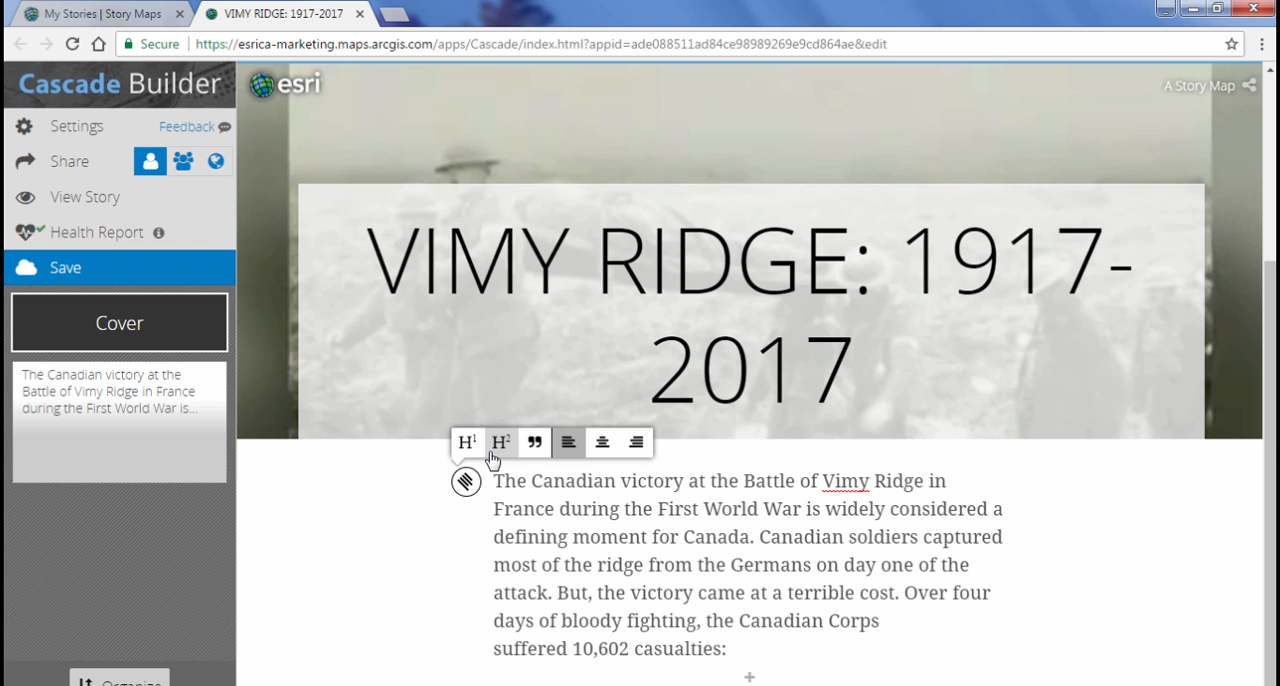 My Stories | Story Maps
VIMY RIDGE: 1917-2017
Secure
https://esrica-marketing.maps.arcgis.com/apps/Cascade/index.html?appid=ade088511ad84ce98989269e9cd864ae&edit
Cascade Builder
esri
A Story Map
Settings
Feedback
Share
View Story
Health Report
Save
Cover
The Canadian victory at the
Battle of Vimy Ridge in France
during the First World War is...
Organize
VIMY RIDGE: 1917-
2017
H1 H2
The Canadian victory at the Battle of Vimy Ridge in
France during the First World War is widely considered a
defining moment for Canada. Canadian soldiers captured
most of the ridge from the Germans on day one of the
attack. But, the victory came at a terrible cost. Over four
days of bloody fighting, the Canadian Corps
suffered 10,602 casualties: